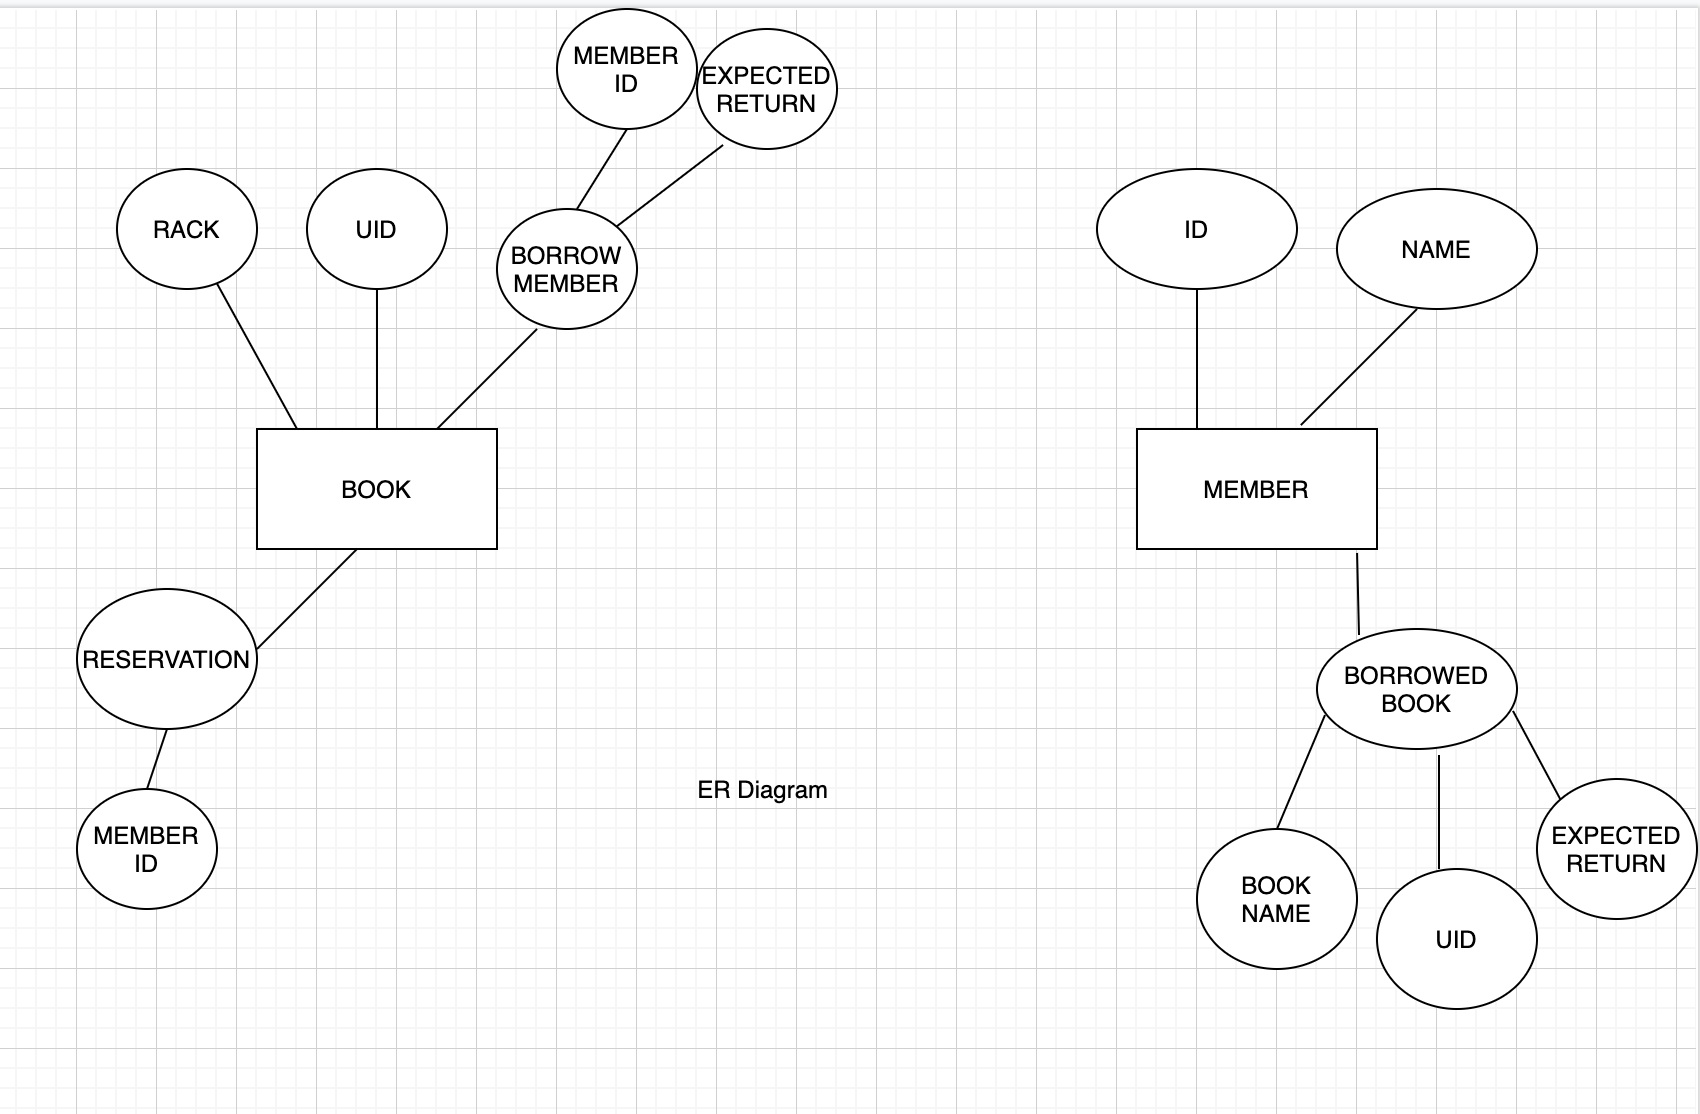 MEMBER
ID
EXPECTED
RETURN
RACK
UID
BORROW
MEMBER
ID
NAME
BOOK
MEMBER
RESERVATION
BORROWED
BOOK
ER Diagram
MEMBER
ID
BOOK
NAME
UID
EXPECTED
RETURN